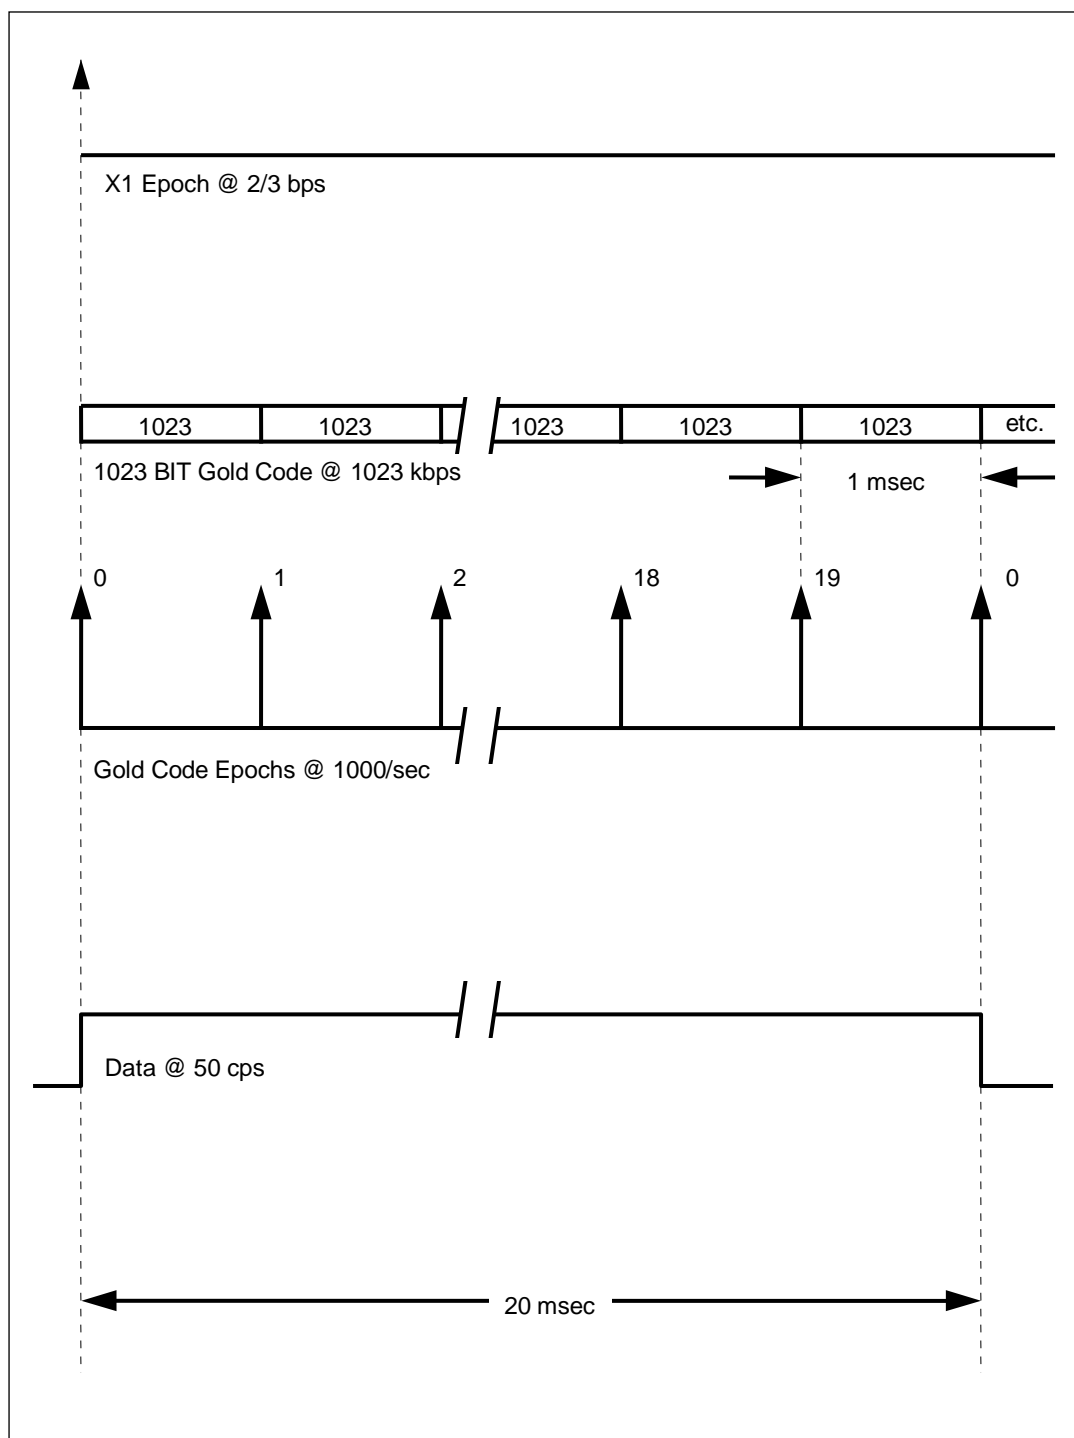 X1 Epoch @ 2/3 bps
1023 1023 1023 1023 1023 etc.
1023 BIT Gold Code @ 1023 kbps
1 msec
0 1 2 18 19 0
Gold Code Epochs @ 1000/sec
Data @ 50 cps
20 msec